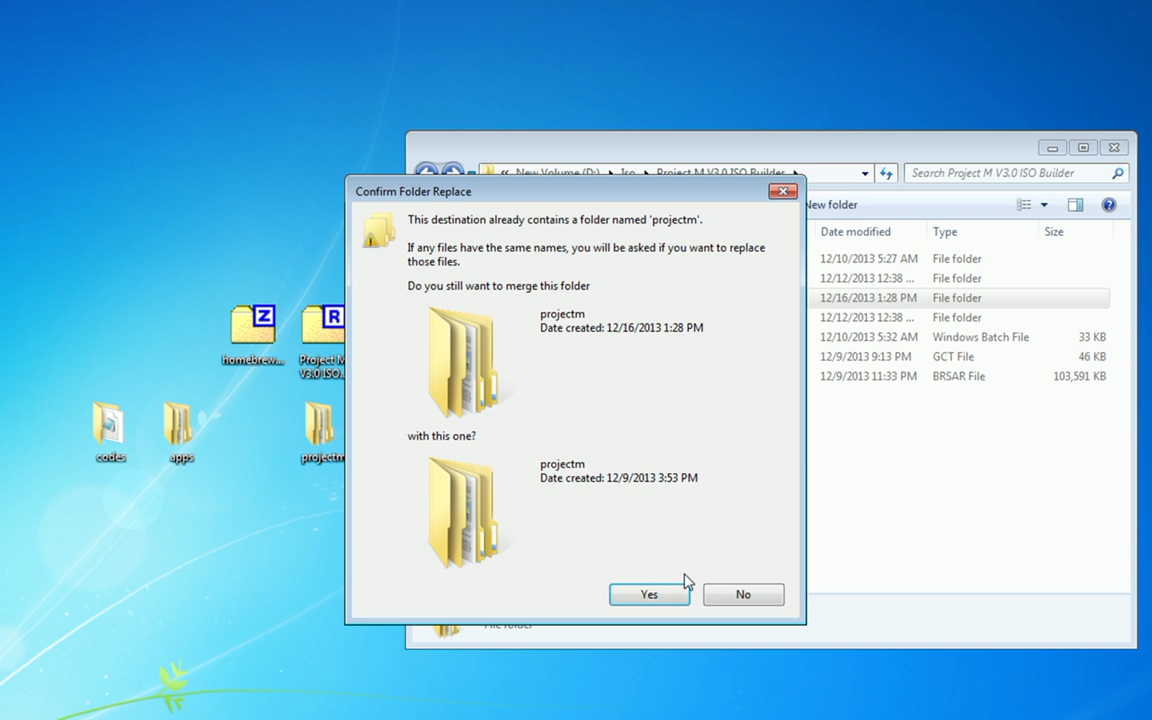 New Volume (D:) ▸ Iso ▸ Project M V3.0 ISO Builder ▸
Search Project M V3.0 ISO Builder
Confirm Folder Replace
This destination already contains a folder named 'projectm'.
If any files have the same names, you will be asked if you want to replace
those files.
Do you still want to merge this folder
projectm
Date created: 12/16/2013 1:28 PM
with this one?
projectm
Date created: 12/9/2013 3:53 PM
Yes
No
New folder
Date modified
Type
Size
12/10/2013 5:27 AM
File folder
12/12/2013 12:38 ...
File folder
12/16/2013 1:28 PM
File folder
12/12/2013 12:38 ...
File folder
12/10/2013 5:32 AM
Windows Batch File
33 KB
12/9/2013 9:13 PM
GCT File
46 KB
12/9/2013 11:33 PM
BRSAR File
103,591 KB
File folder
Z
homebrew...
R
Project M
V3.0 ISO...
codes
apps
projectm